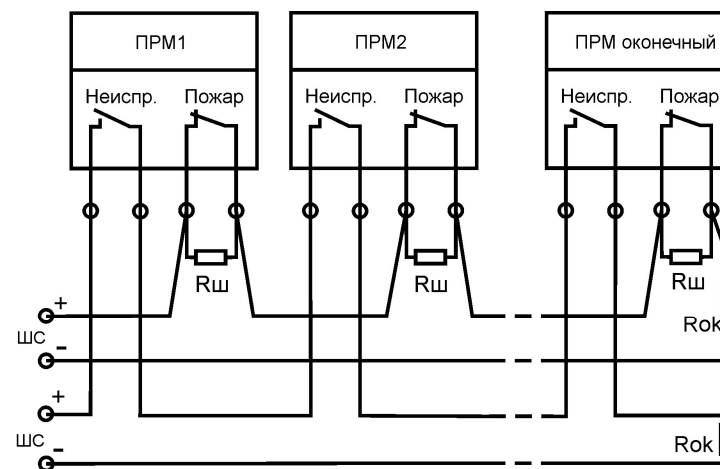 ПРМ1
ПРМ2
ПРМ оконечный
Неиспр. Пожар
Неиспр. Пожар
Неиспр. Пожар
Rш
Rш
Rш
+
ШС
Rok
-
+
ШС
-
Rok